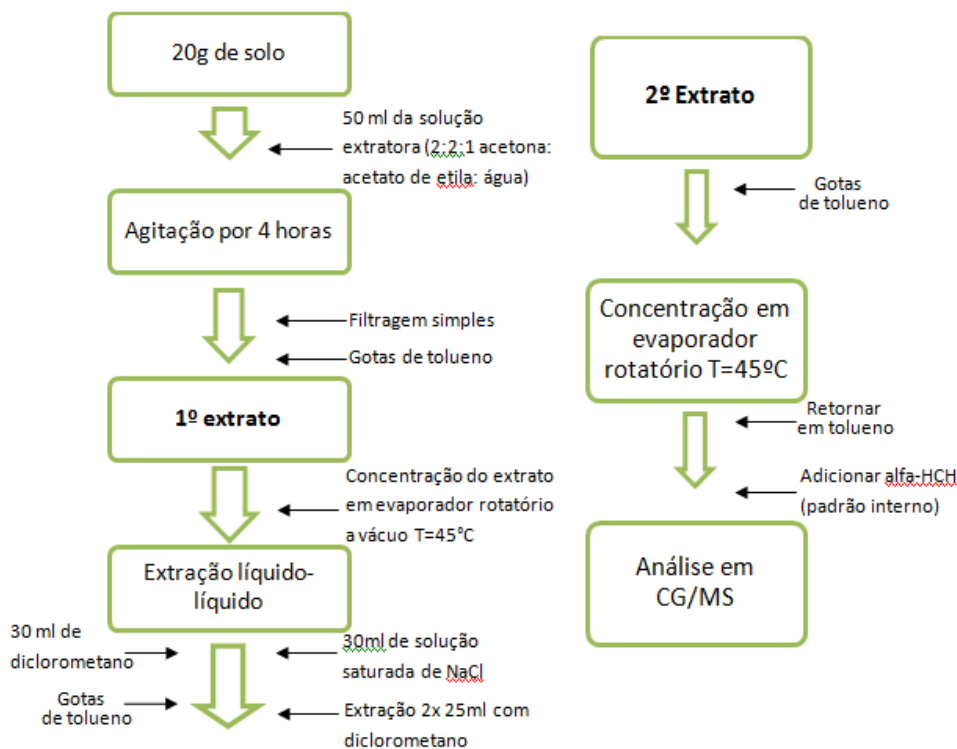 20g de solo
50 ml da solução
extratora (2:2:1 acetona:
acetato de etila: água)
Agitação por 4 horas
Filtragem simples
Gotas de tolueno
1º extrato
Concentração do extrato
em evaporador rotatório
a vácuo T=45°C
Extração líquido-
líquido
30 ml de
diclorometano
30ml de solução
saturada de NaCl
Gotas
de tolueno
Extração 2x 25ml com
diclorometano
2º Extrato
Gotas
de tolueno
Concentração em
evaporador
rotatório T=45ºC
Retornar
em tolueno
Adicionar alfa-HCH
(padrão interno)
Análise em
CG/MS